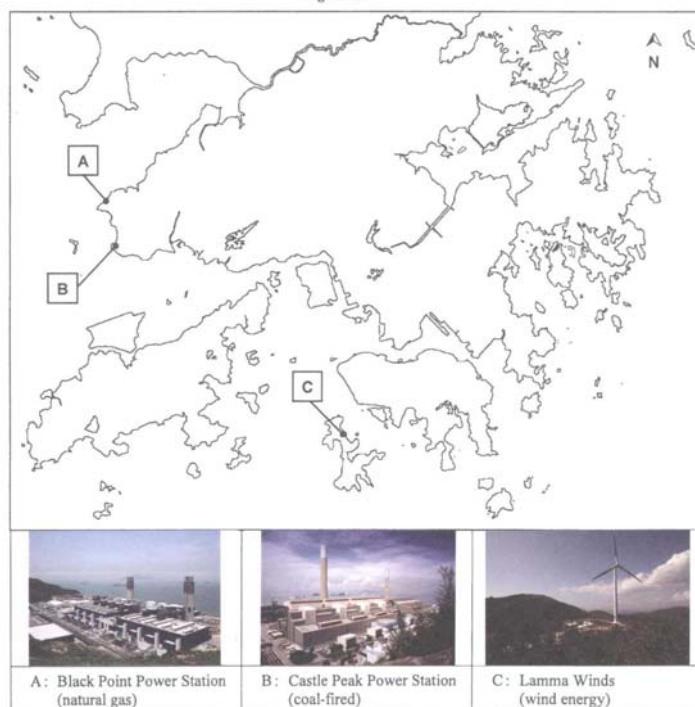 N
A
B
C
A: Black Point Power Station
(natural gas)
B: Castle Peak Power Station
(coal-fired)
C: Lamma Winds
(wind energy)